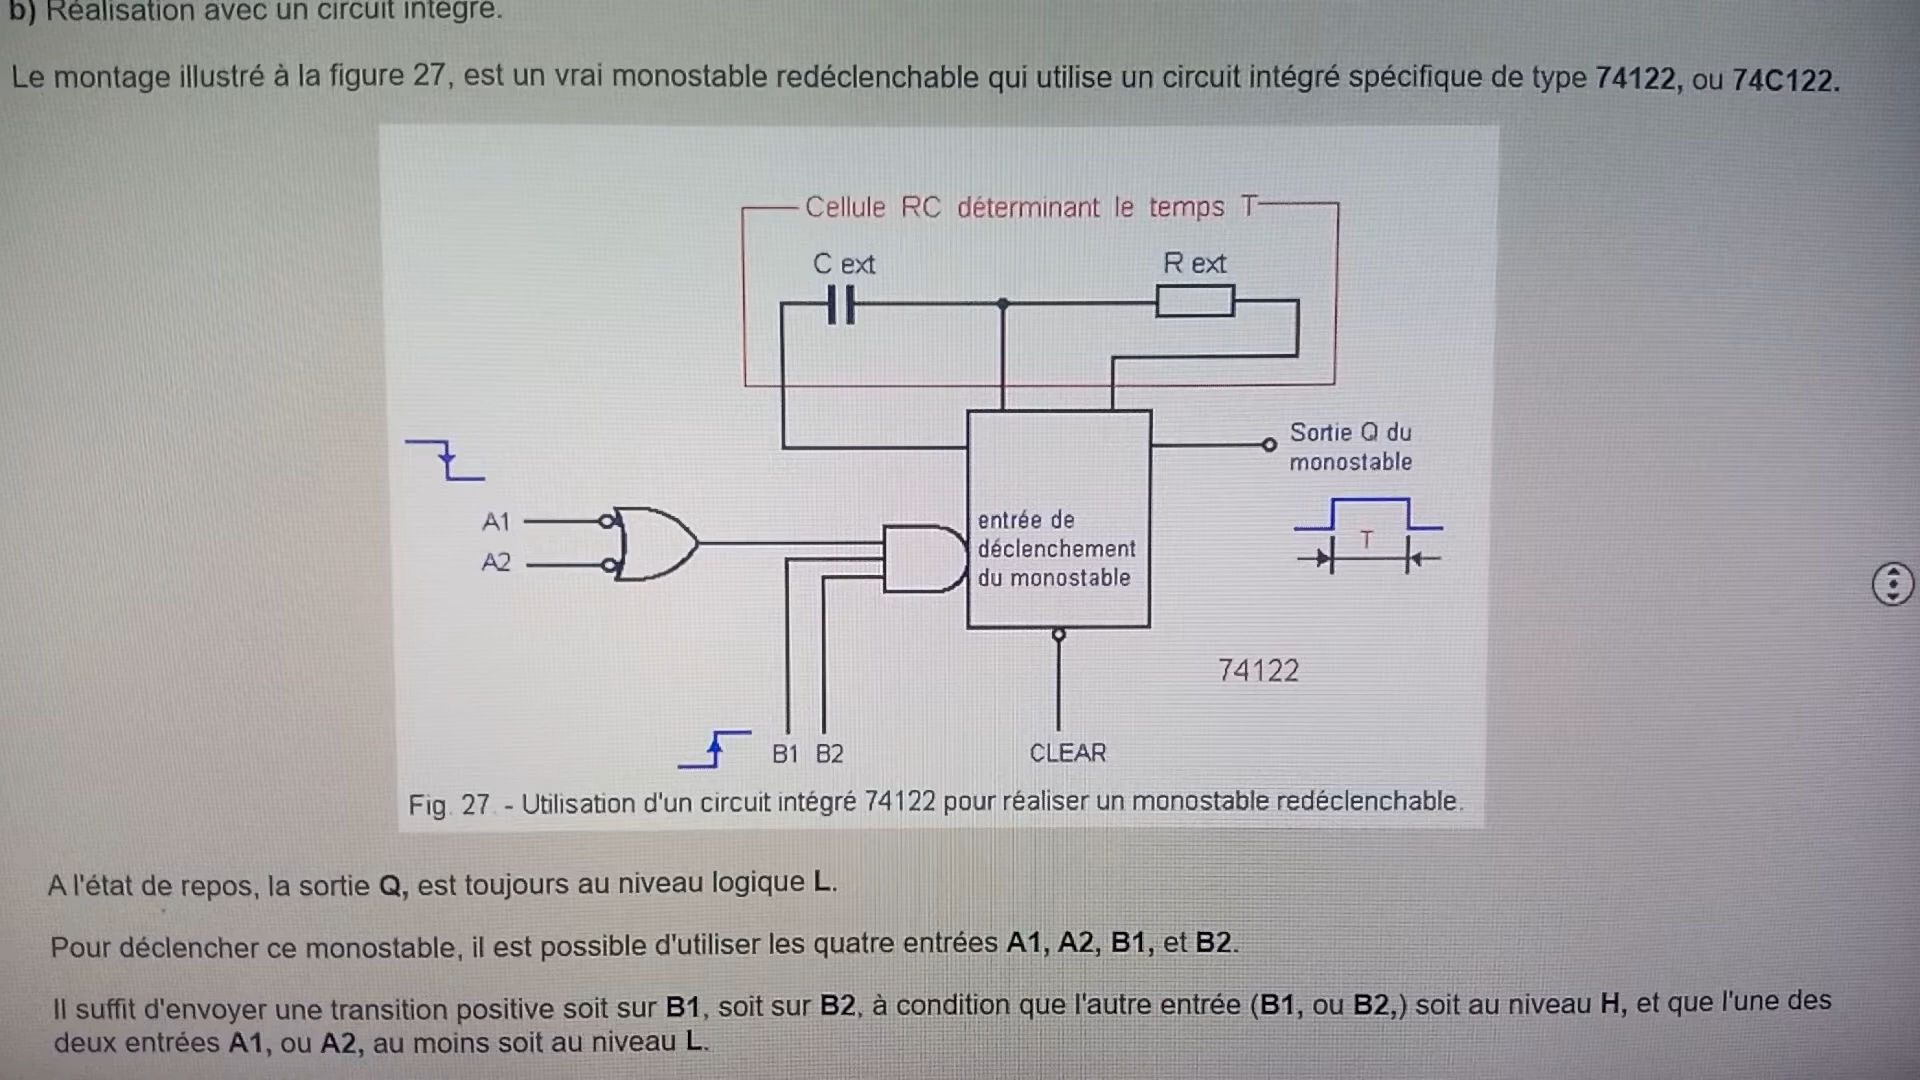 b) Réalisation avec un circuit intégré.
Le montage illustré à la figure 27, est un vrai monostable redéclenchable qui utilise un circuit intégré spécifique de type 74122, ou 74C122.
Cellule RC déterminant le temps T
C ext
R ext
Sortie Q du
monostable
A1
A2
entrée de
déclenchement
du monostable
T
74122
B1 B2
CLEAR
Fig. 27. - Utilisation d'un circuit intégré 74122 pour réaliser un monostable redéclenchable.
A l'état de repos, la sortie Q, est toujours au niveau logique L.
Pour déclencher ce monostable, il est possible d'utiliser les quatre entrées A1, A2, B1, et B2.
Il suffit d'envoyer une transition positive soit sur B1, soit sur B2, à condition que l'autre entrée (B1, ou B2,) soit au niveau H, et que l'une des
deux entrées A1, ou A2, au moins soit au niveau L.